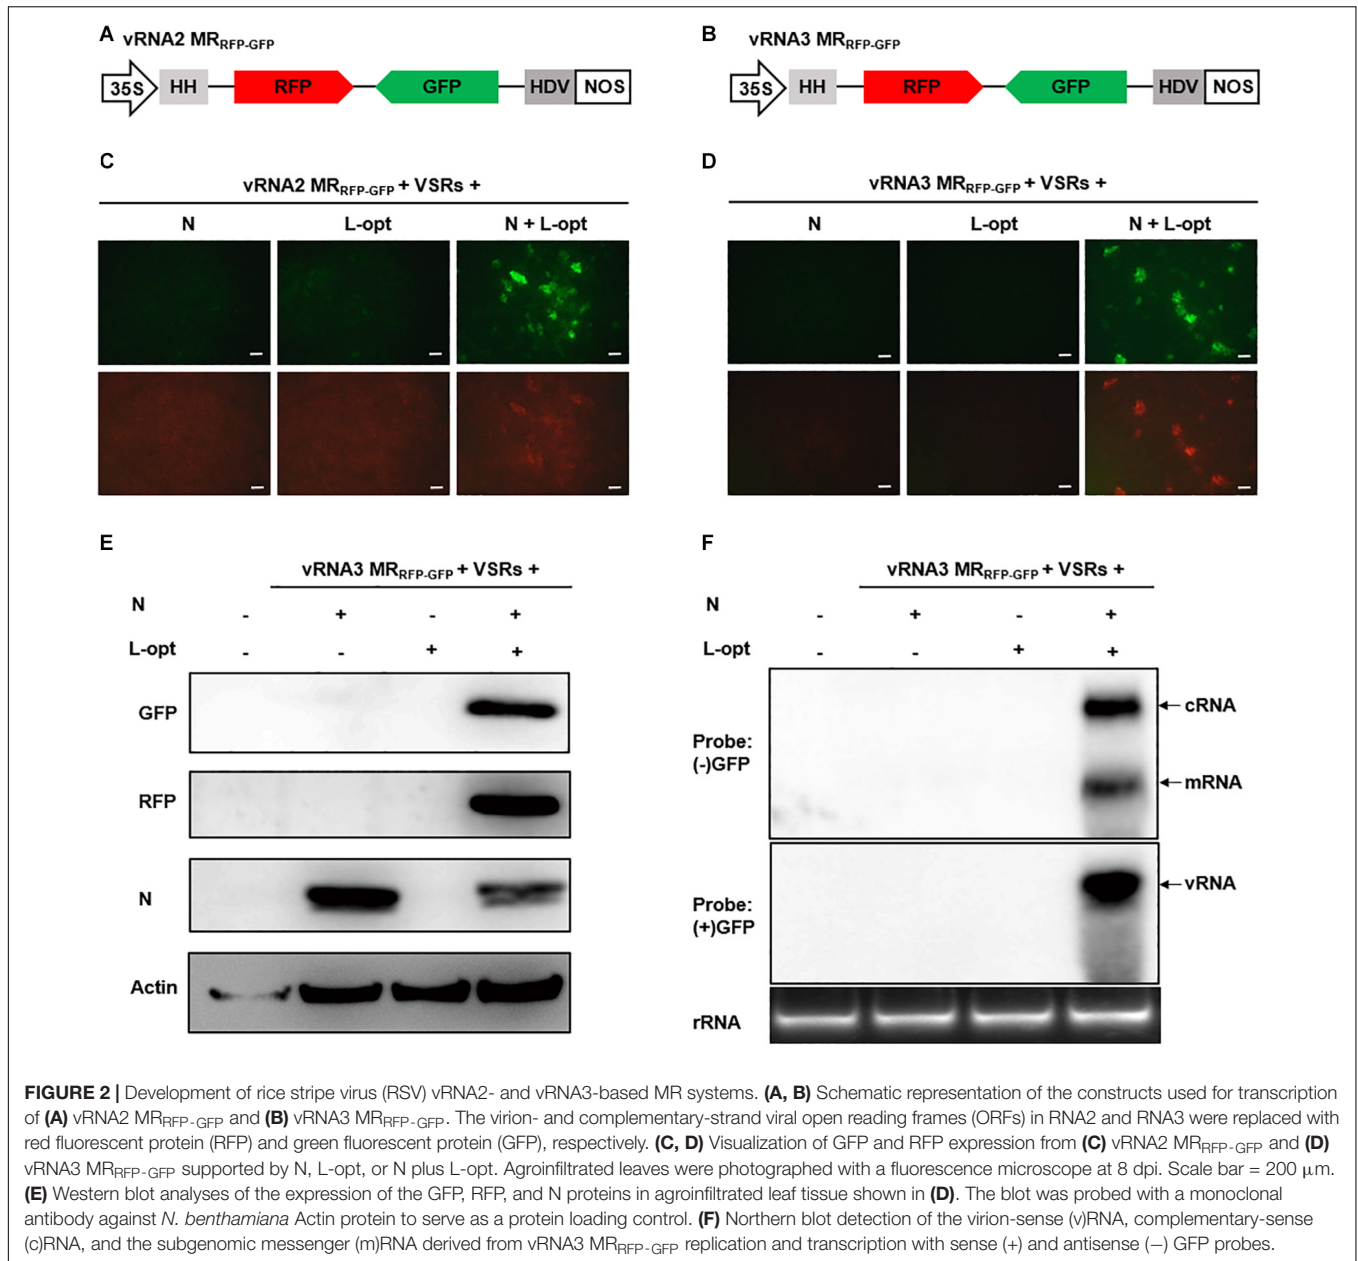 A vRNA2 MRRFP-GFP
35S HH RFP GFP HDV NOS
B vRNA3 MRRFP-GFP
35S HH RFP GFP HDV NOS
C
vRNA2 MRRFP-GFP + VSRs +
N L-opt N + L-opt
D
vRNA3 MRRFP-GFP + VSRs +
N L-opt N + L-opt
E
vRNA3 MRRFP-GFP + VSRs +
N - + - +
L-opt - - + +
GFP
RFP
N
Actin
F
vRNA3 MRRFP-GFP + VSRs +
N - + - +
L-opt - - + +
Probe:
(-)GFP
cRNA
mRNA
Probe:
(+)GFP
vRNA
rRNA
FIGURE 2 | Development of rice stripe virus (RSV) vRNA2- and vRNA3-based MR systems. (A, B) Schematic representation of the constructs used for transcription
of (A) vRNA2 MRRFP-GFP and (B) vRNA3 MRRFP-GFP. The virion- and complementary-strand viral open reading frames (ORFs) in RNA2 and RNA3 were replaced with
red fluorescent protein (RFP) and green fluorescent protein (GFP), respectively. (C, D) Visualization of GFP and RFP expression from (C) vRNA2 MRRFP-GFP and (D)
vRNA3 MRRFP-GFP supported by N, L-opt, or N plus L-opt. Agroinfiltrated leaves were photographed with a fluorescence microscope at 8 dpi. Scale bar = 200 μm.
(E) Western blot analyses of the expression of the GFP, RFP, and N proteins in agroinfiltrated leaf tissue shown in (D). The blot was probed with a monoclonal
antibody against N. benthamiana Actin protein to serve as a protein loading control. (F) Northern blot detection of the virion-sense (v)RNA, complementary-sense
(c)RNA, and the subgenomic messenger (m)RNA derived from vRNA3 MRRFP-GFP replication and transcription with sense (+) and antisense (−) GFP probes.